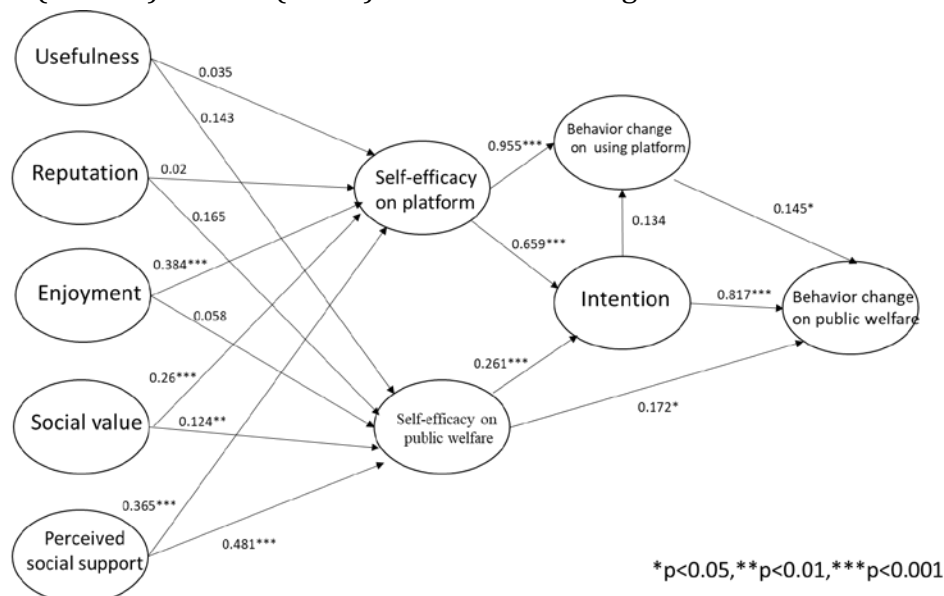 Usefulness
0.035
0.143
Behavior change
on using platform
0.955***
Reputation
0.02
Self-efficacy
on platform
0.165
0.134
0.145*
0.659***
Enjoyment
0.384***
0.058
Intention
0.817***
Behavior change
on public welfare
0.261***
0.26***
Social value
0.124**
Self-efficacy on
public welfare
0.172*
0.365***
Perceived
social support
0.481***
*p<0.05,**p<0.01,***p<0.001